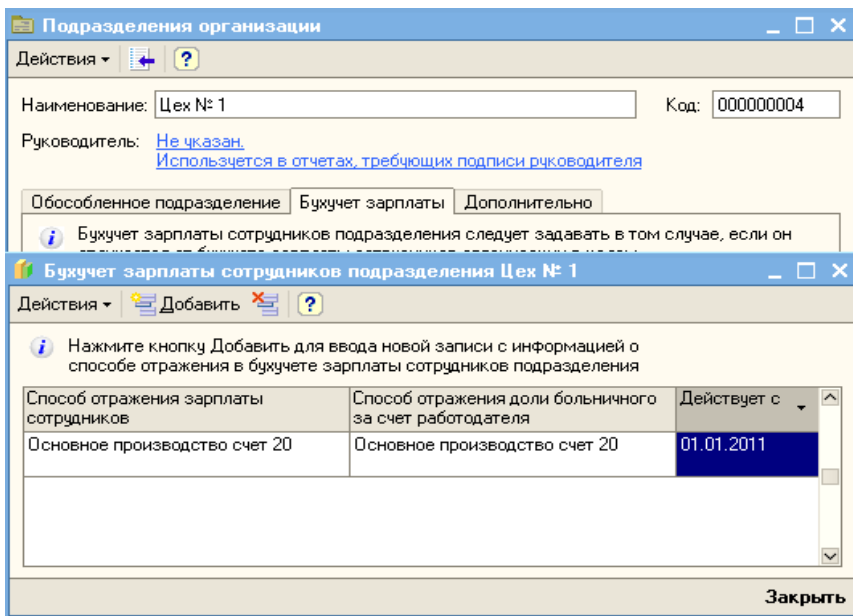 Подразделения организации
Действия
Наименование: Цех № 1 Код: 000000004
Руководитель: Не указан.
Используется в отчетах, требующих подписи руководителя
Обособленное подразделение Бухучет зарплаты Дополнительно
Бухучет зарплаты сотрудников подразделения следует задавать в том случае, если он
Бухучет зарплаты сотрудников подразделения Цех № 1
Действия Добавить
Нажмите кнопку Добавить для ввода новой записи с информацией о
способе отражения в бухучете зарплаты сотрудников подразделения
Способ отражения зарплаты сотрудников Способ отражения доли больничного за счет работодателя Действует с
Основное производство счет 20 Основное производство счет 20 01.01.2011
Закрыть